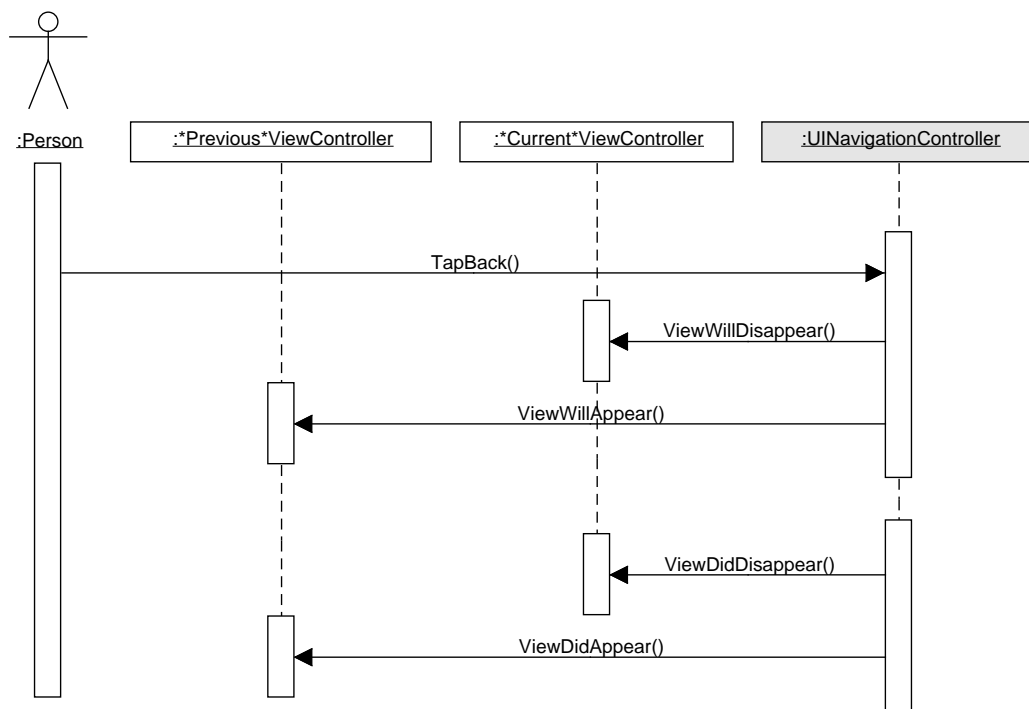 :Person
:*Previous*ViewController
:*Current*ViewController
:UINavigationController
TapBack()
ViewWillDisappear()
ViewWillAppear()
ViewDidDisappear()
ViewDidAppear()